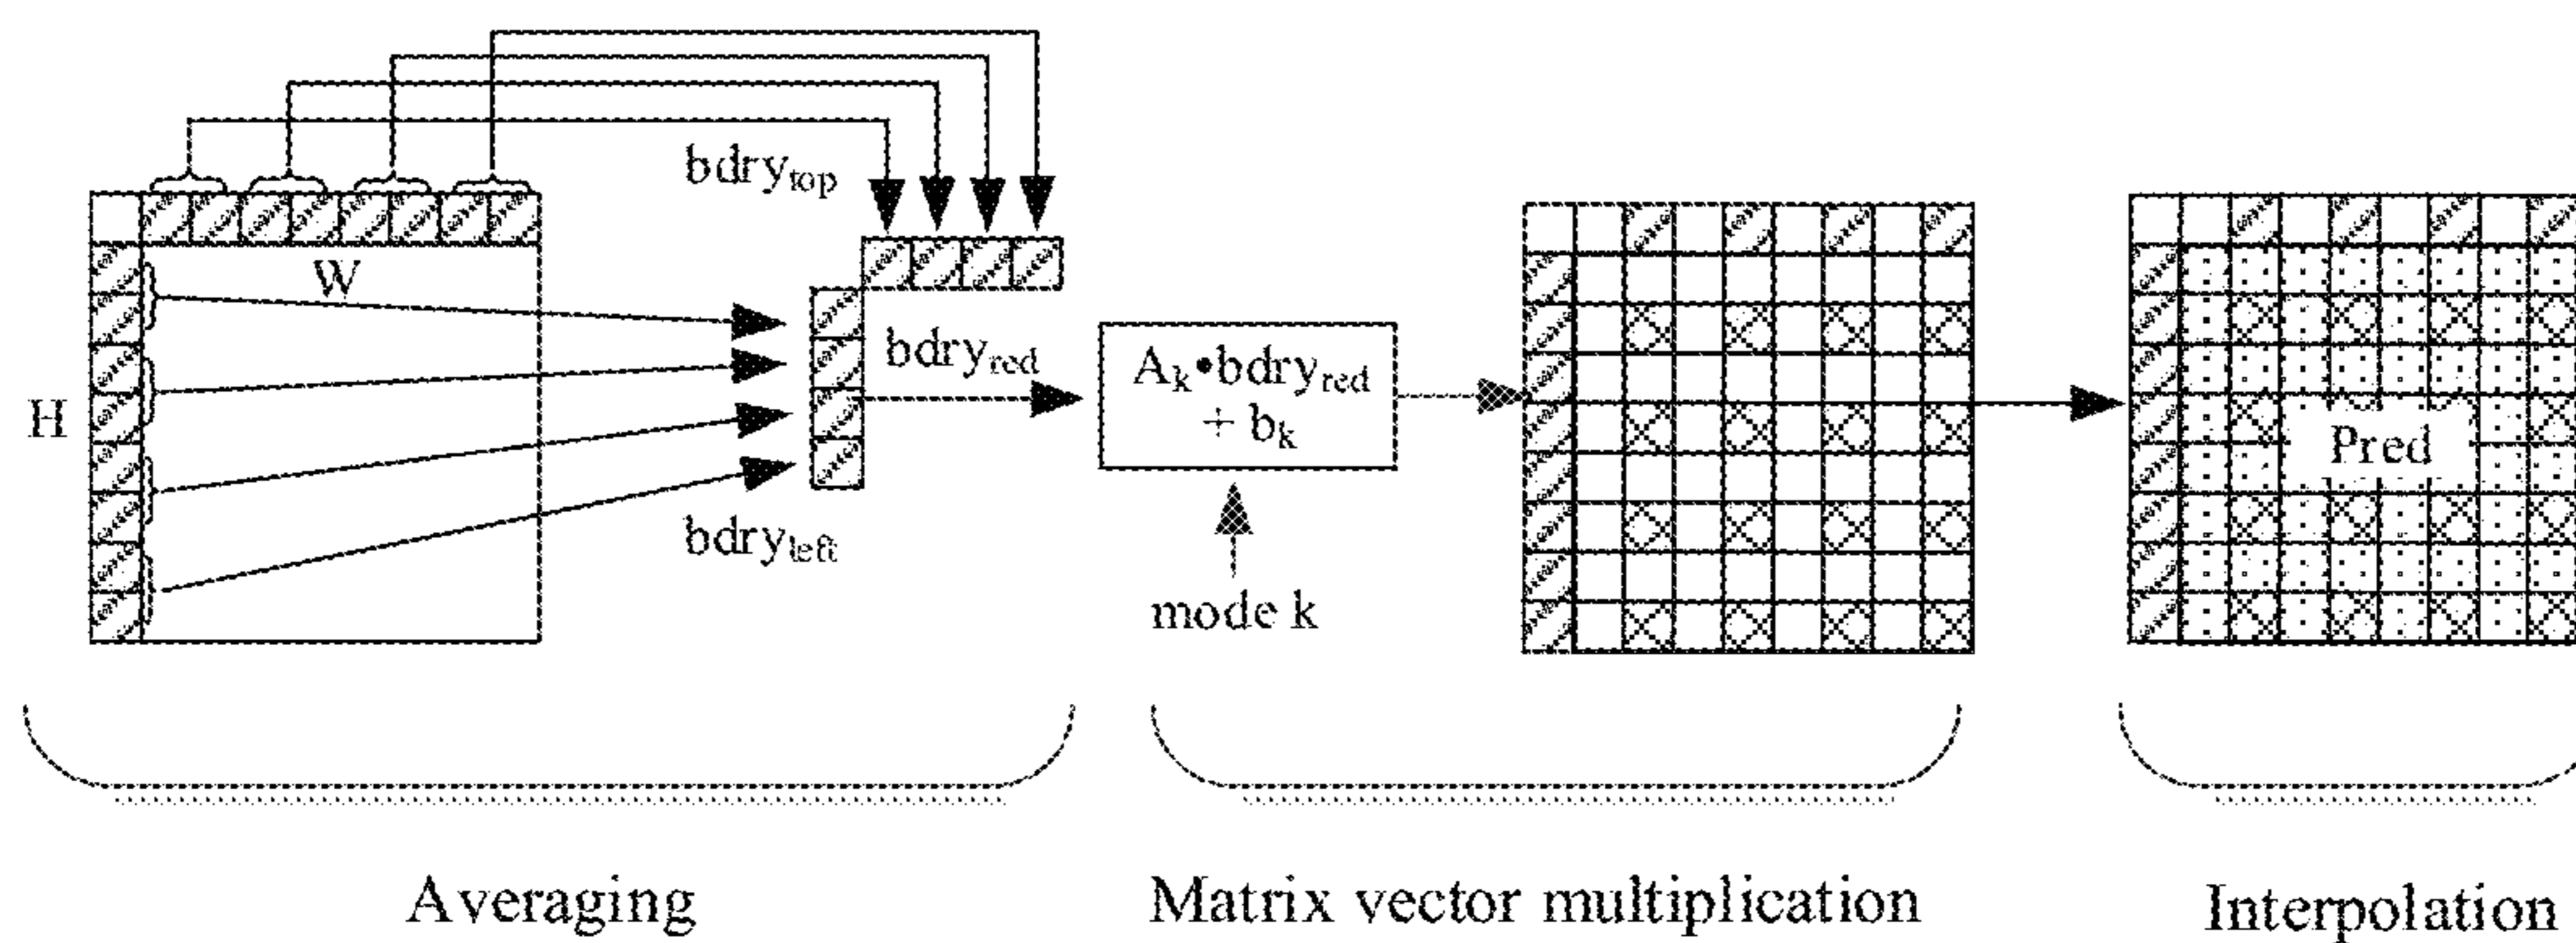 bdry_top
W
H
bdry_red
A_k•bdry_red
+ b_k
Pred
bdry_left
mode k
Averaging
Matrix vector multiplication
Interpolation